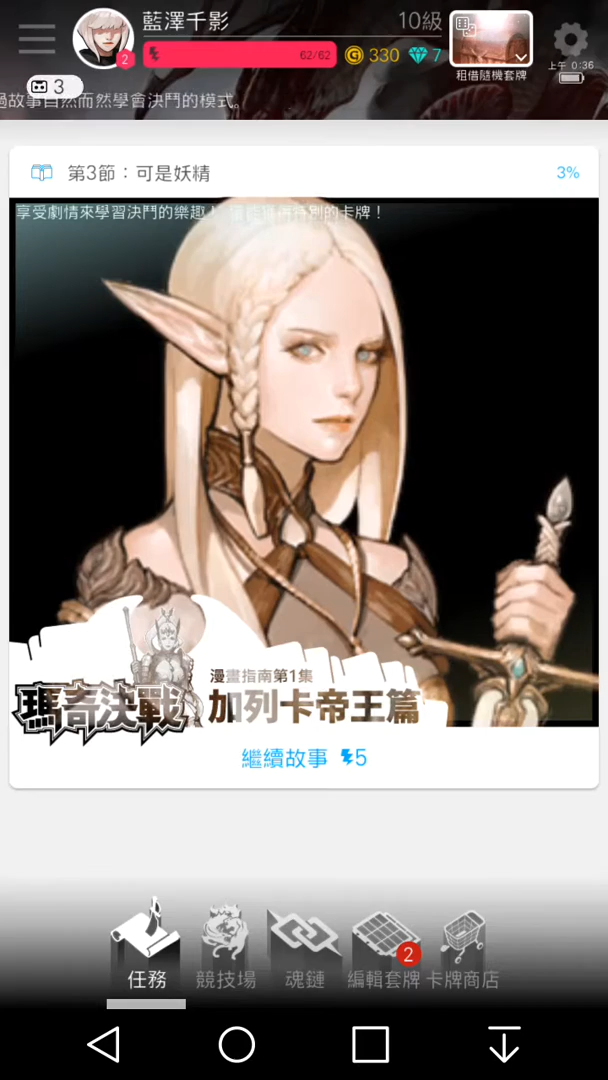 藍澤千影
10級
2
62/62
330
7
租借隨機套牌
上午 0:36
3
過故事自然而然學會決鬥的模式。
第3節：可是妖精
3%
享受劇情來學習決鬥的樂趣！
特別的卡牌！
漫畫指南第1集
瑪奇決戰
加列卡帝王篇
繼續故事 5
任務
競技場
魂鏈
編輯套牌
2
卡牌商店